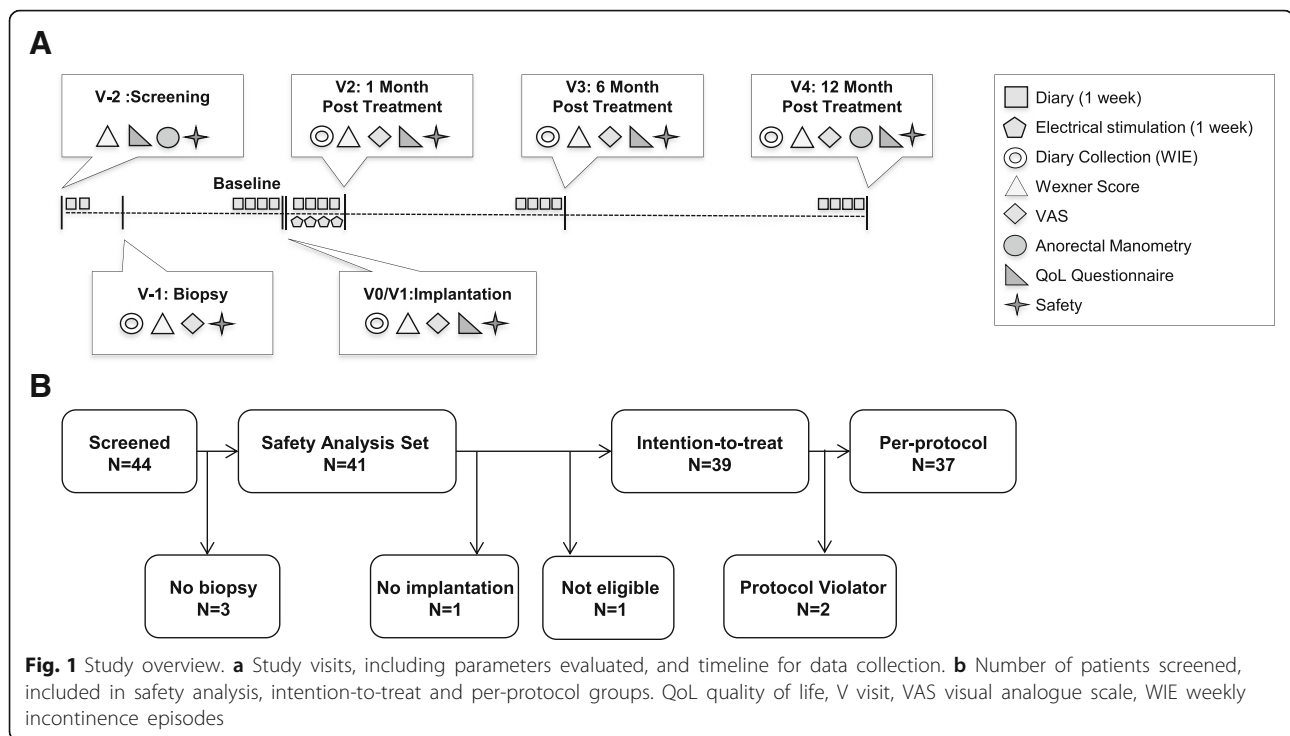 A
V-2 :Screening
V2: 1 Month
Post Treatment
V3: 6 Month
Post Treatment
V4: 12 Month
Post Treatment
Baseline
V-1: Biopsy
V0/V1:Implantation
Diary (1 week)
Electrical stimulation (1 week)
Diary Collection (WIE)
Wexner Score
VAS
Anorectal Manometry
QoL Questionnaire
Safety
B
Screened
N=44
Safety Analysis Set
N=41
Intention-to-treat
N=39
Per-protocol
N=37
No biopsy
N=3
No implantation
N=1
Not eligible
N=1
Protocol Violator
N=2
Fig. 1 Study overview. a Study visits, including parameters evaluated, and timeline for data collection. b Number of patients screened,
included in safety analysis, intention-to-treat and per-protocol groups. QoL quality of life, V visit, VAS visual analogue scale, WIE weekly
incontinence episodes